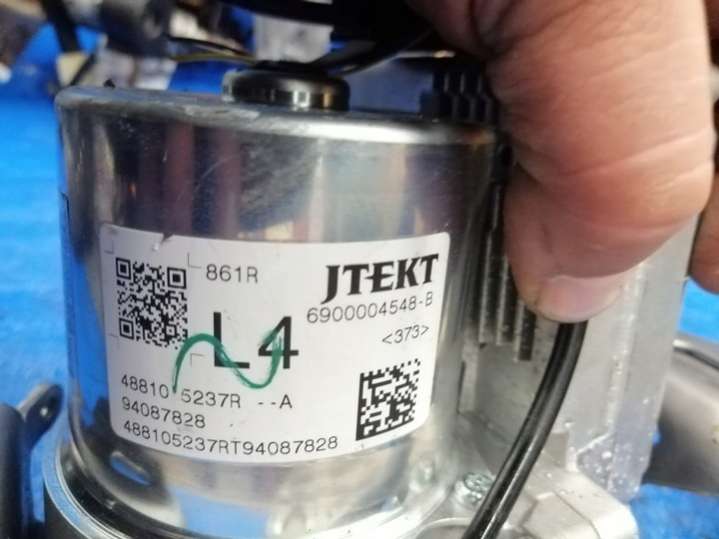 861R
JTEKT
6900004548-B
L4
<373>
48810 5237R --A
94087828
488105237RT94087828